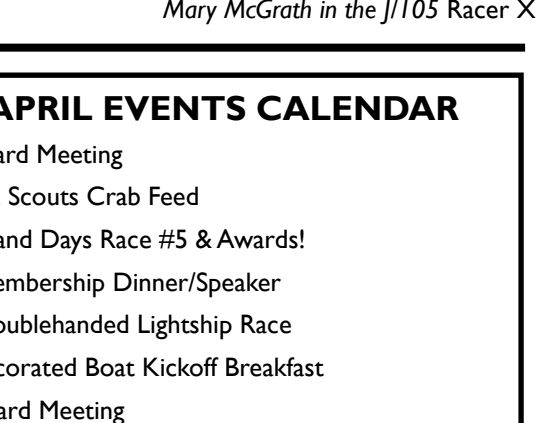 Mary McGrath in the J/105 Racer X
APRIL EVENTS CALENDAR
ard Meeting
Scouts Crab Feed
and Days Race #5 & Awards!
embership Dinner/Speaker
oublehanded Lightship Race
corated Boat Kickoff Breakfast
ard Meeting